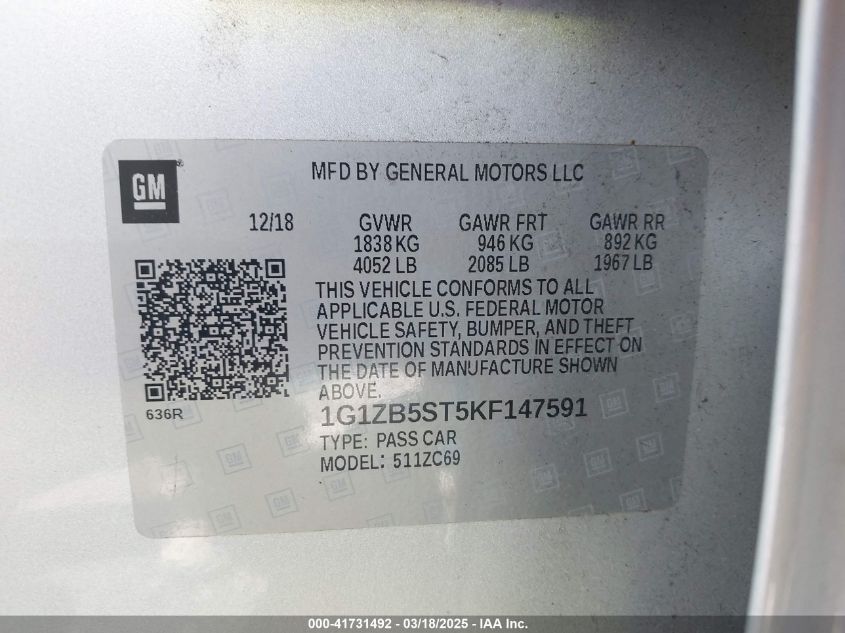 GM
MFD BY GENERAL MOTORS LLC
12/18 GVWR GAWR FRT GAWR RR
1838 KG 946 KG 892 KG
4052 LB 2085 LB 1967 LB
THIS VEHICLE CONFORMS TO ALL
APPLICABLE U.S. FEDERAL MOTOR
VEHICLE SAFETY, BUMPER, AND THEFT
PREVENTION STANDARDS IN EFFECT ON
THE DATE OF MANUFACTURE SHOWN
ABOVE.
636R
1G1ZB5ST5KF147591
TYPE: PASS CAR
MODEL: 511ZC69
000-41731492 - 03/18/2025 - IAA Inc.